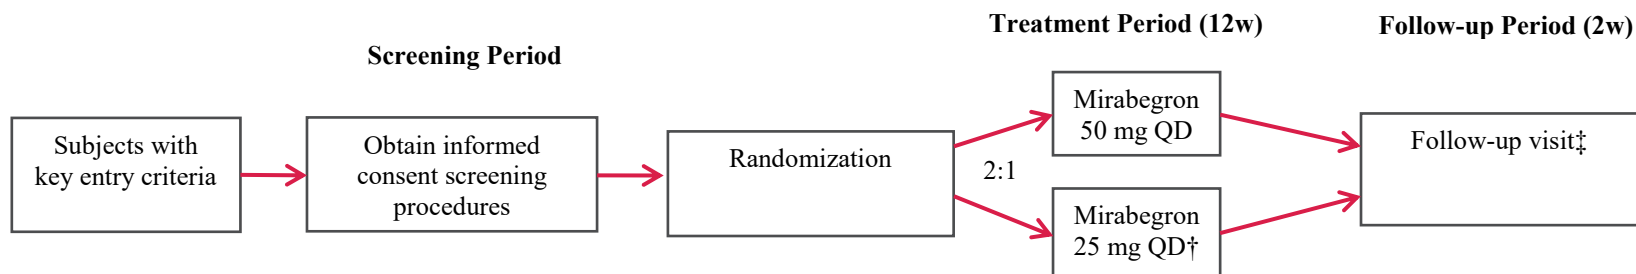 Treatment Period (12w)
Follow-up Period (2w)
Screening Period
Subjects with
key entry criteria
Obtain informed
consent screening
procedures
Randomization
2:1
Mirabegron
50 mg QD
Mirabegron
25 mg QD†
Follow-up visit‡